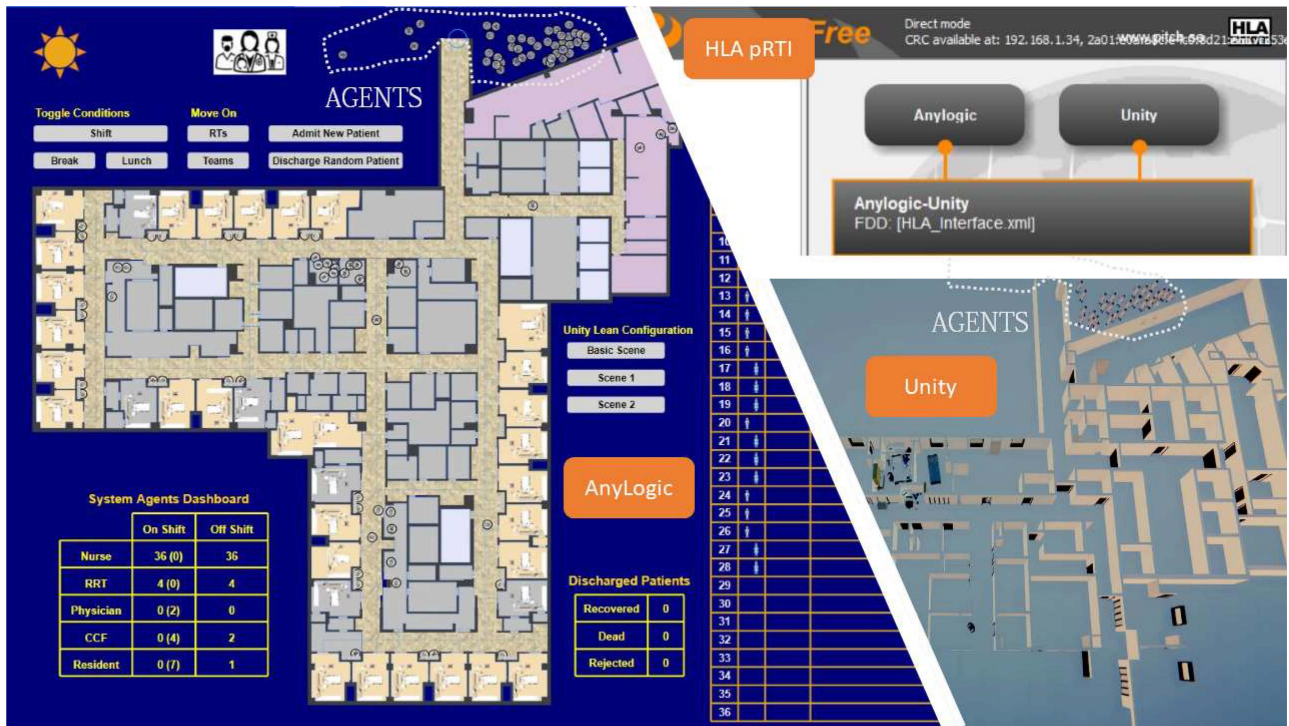 AGENTS
Toggle Conditions
Move On
Shift
RTs
Admit New Patient
Break
Lunch
Teams
Discharge Random Patient
Unity Lean Configuration
Basic Scene
Scene 1
Scene 2
AnyLogic
System Agents Dashboard
On Shift Off Shift
Nurse 36 (0) 36
RRT 4 (0) 4
Physician 0 (2) 0
CCF 0 (4) 2
Resident 0 (7) 1
Discharged Patients
Recovered 0
Dead 0
Rejected 0
10
11
12
13
14
15
16
17
18
19
20
21
22
23
24
25
26
27
28
29
30
31
32
33
34
35
36
HLA pRTI
Free
Direct mode
CRC available at: 192.168.1.34,
www.pitch.se
HLA
Anylogic
Unity
Anylogic-Unity
FDD: [HLA_Interface.xml]
AGENTS
Unity